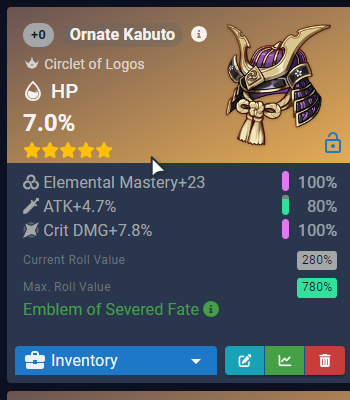 +0 Ornate Kabuto
Circlet of Logos
HP
7.0%
Elemental Mastery+23 100%
ATK+4.7% 80%
Crit DMG+7.8% 100%
Current Roll Value 280%
Max. Roll Value 780%
Emblem of Severed Fate
Inventory